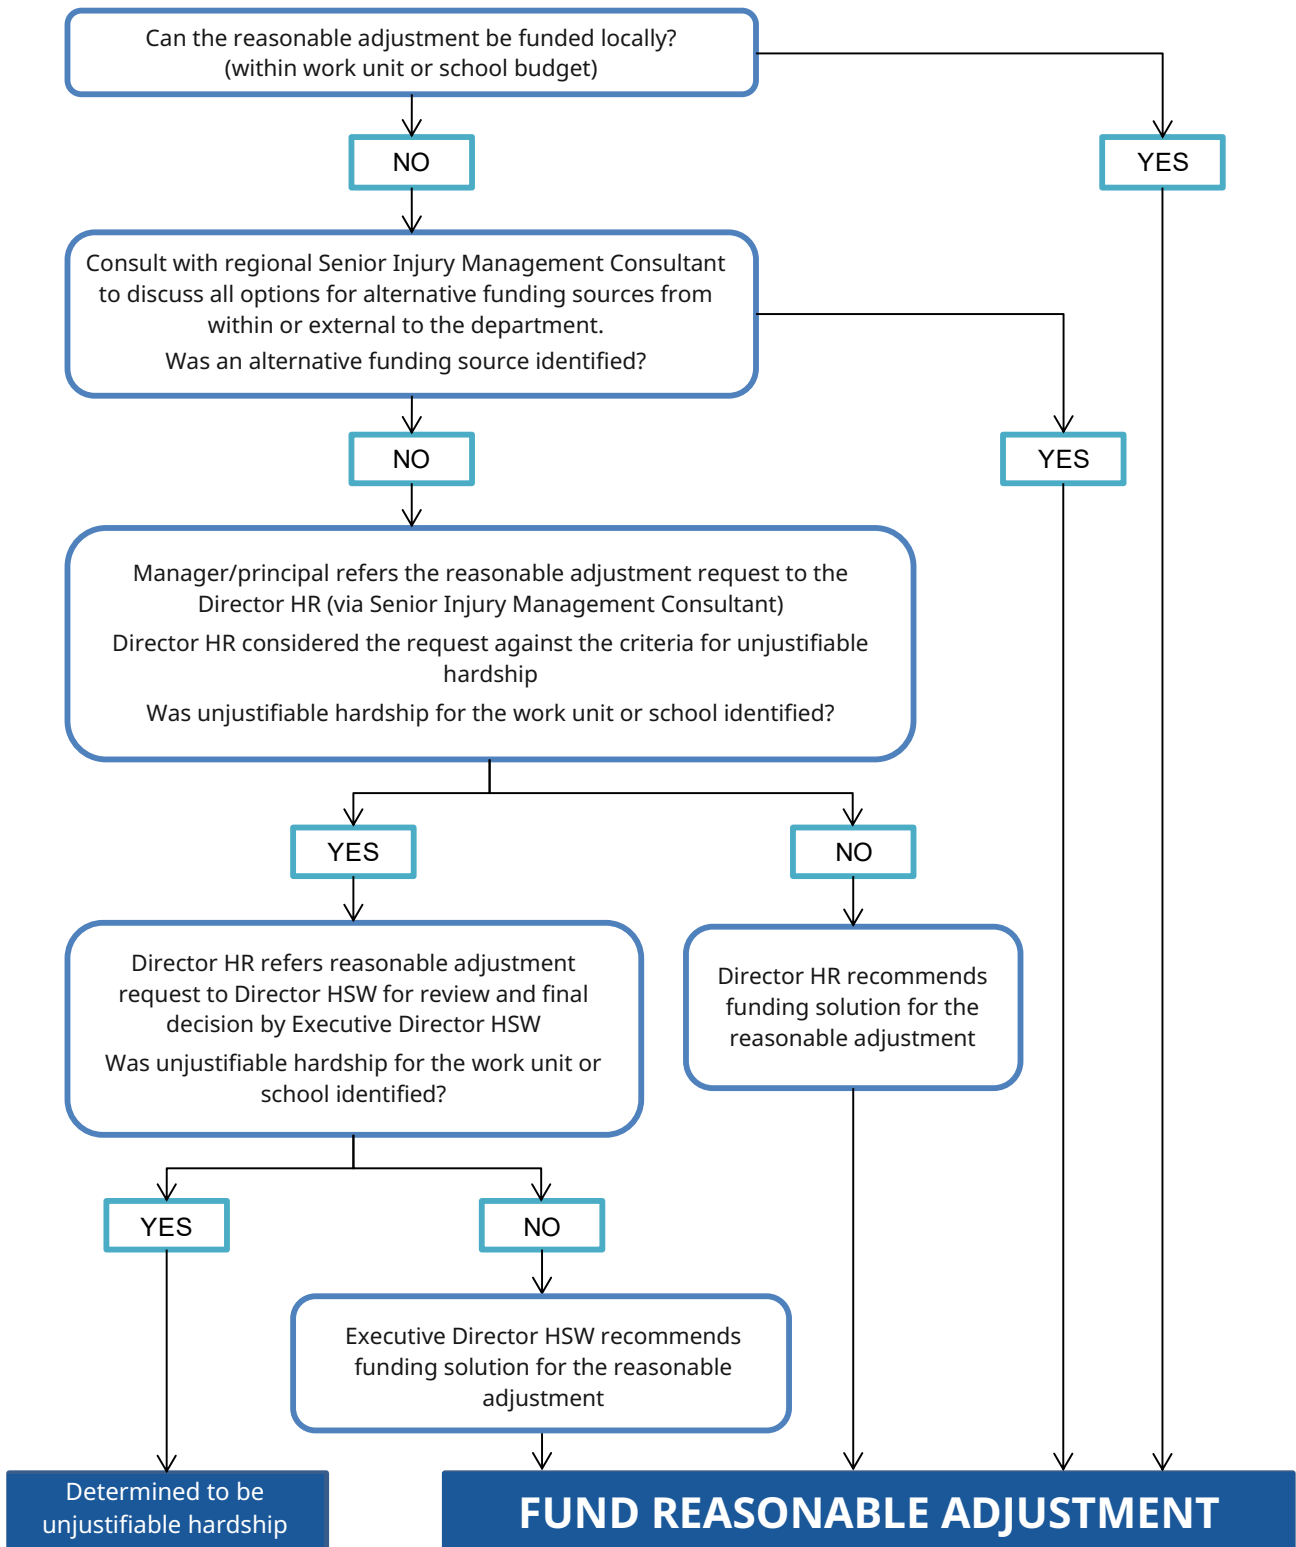 Can the reasonable adjustment be funded locally?
(within work unit or school budget)
NO
YES
Consult with regional Senior Injury Management Consultant
to discuss all options for alternative funding sources from
within or external to the department.
Was an alternative funding source identified?
NO
YES
Manager/principal refers the reasonable adjustment request to the
Director HR (via Senior Injury Management Consultant)
Director HR considered the request against the criteria for unjustifiable
hardship
Was unjustifiable hardship for the work unit or school identified?
YES
NO
Director HR refers reasonable adjustment
request to Director HSW for review and final
decision by Executive Director HSW
Was unjustifiable hardship for the work unit or
school identified?
Director HR recommends
funding solution for the
reasonable adjustment
YES
NO
Executive Director HSW recommends
funding solution for the reasonable
adjustment
Determined to be
unjustifiable hardship
FUND REASONABLE ADJUSTMENT